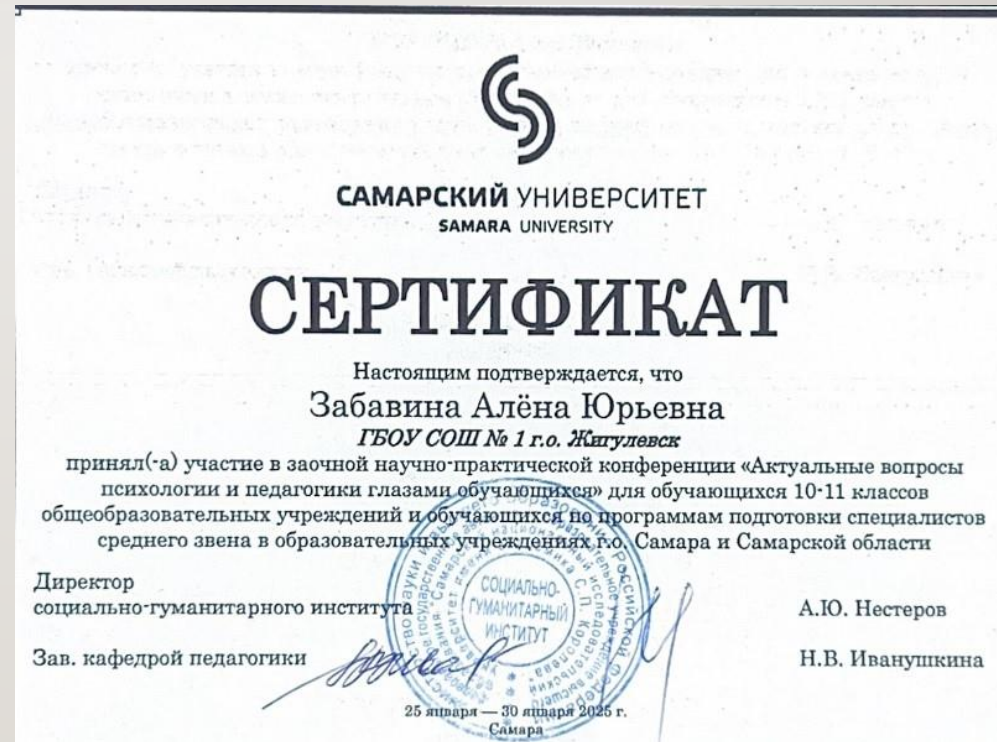 САМАРСКИЙ УНИВЕРСИТЕТ
SAMARA UNIVERSITY
СЕРТИФИКАТ
Настоящим подтверждается, что
Забавина Алёна Юрьевна
ГБОУ СОШ № 1 г.о. Жигулевск
принял(-а) участие в заочной научно-практической конференции «Актуальные вопросы
психологии и педагогики глазами обучающихся» для обучающихся 10-11 классов
общеобразовательных учреждений и обучающихся по программам подготовки специалистов
среднего звена в образовательных учреждениях г.о. Самара и Самарской области
Директор
социально-гуманитарного института
А.Ю. Нестеров
СОЦИАЛЬНО-
ГУМАНИТАРНЫЙ
ИНСТИТУТ
Зав. кафедрой педагогики
Н.В. Иванушкина
25 января — 30 января 2025 г.
Самара